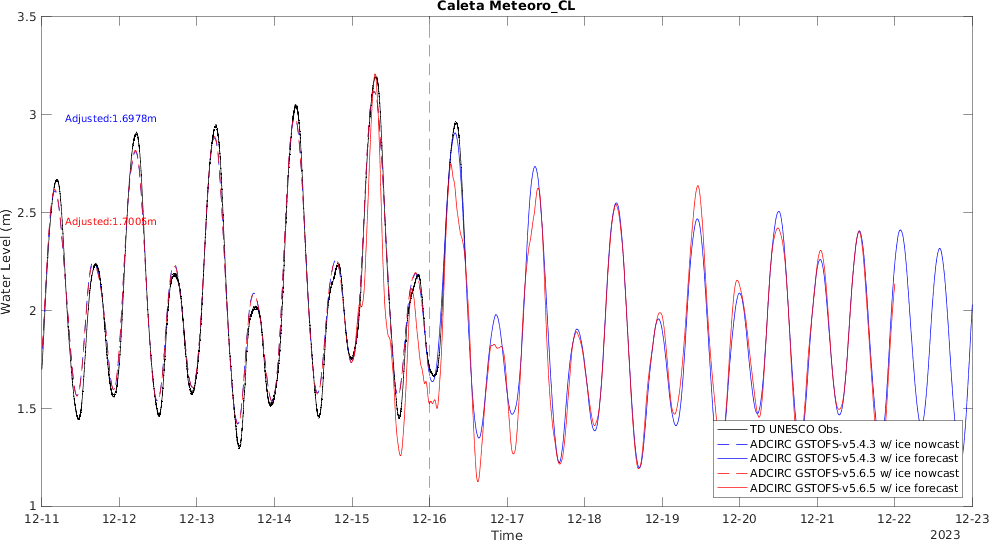 Caleta Meteoro_CL
3.5
3
2.5
2
1.5
1
Water Level (m)
Adjusted:1.6978m
Adjusted:1.7005m
TD UNESCO Obs.
ADCIRC GSTOFS-v5.4.3 w/ ice nowcast
ADCIRC GSTOFS-v5.4.3 w/ ice forecast
ADCIRC GSTOFS-v5.6.5 w/ ice nowcast
ADCIRC GSTOFS-v5.6.5 w/ ice forecast
12-11 12-12 12-13 12-14 12-15 12-16 12-17 12-18 12-19 12-20 12-21 12-22 12-23
Time
2023